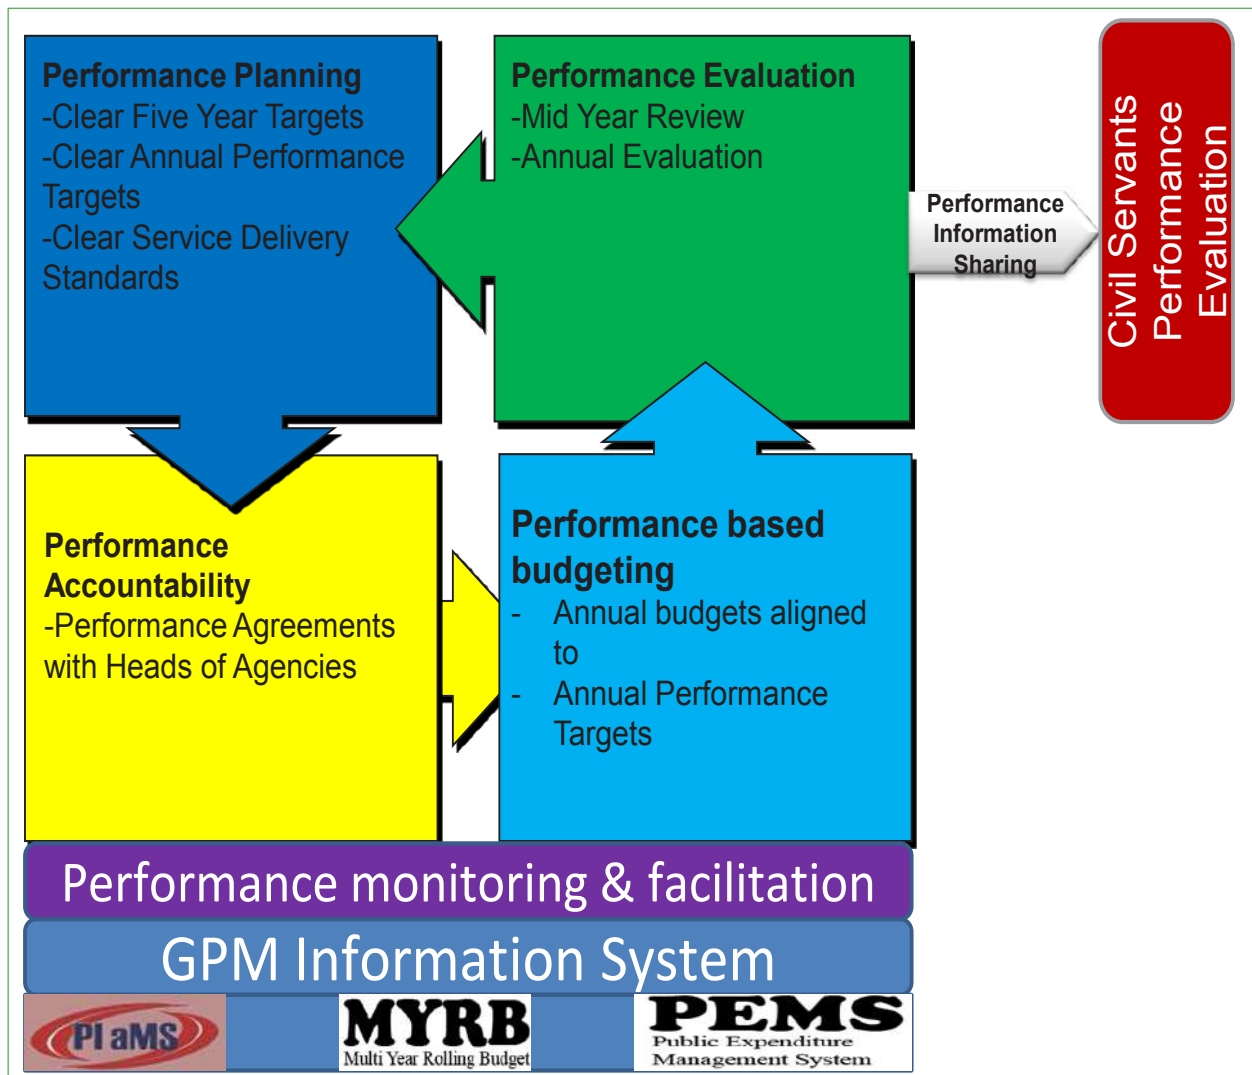 Performance Planning
-Clear Five Year Targets
-Clear Annual Performance
Targets
-Clear Service Delivery
Standards
Performance Evaluation
-Mid Year Review
-Annual Evaluation
Performance
Information
Sharing
Civil Servants
Performance
Evaluation
Performance
Accountability
-Performance Agreements
with Heads of Agencies
Performance based
budgeting
- Annual budgets aligned
to
- Annual Performance
Targets
Performance monitoring & facilitation
GPM Information System
PlaMS
MYRB
Multi Year Rolling Budget
PEMS
Public Expenditure
Management System